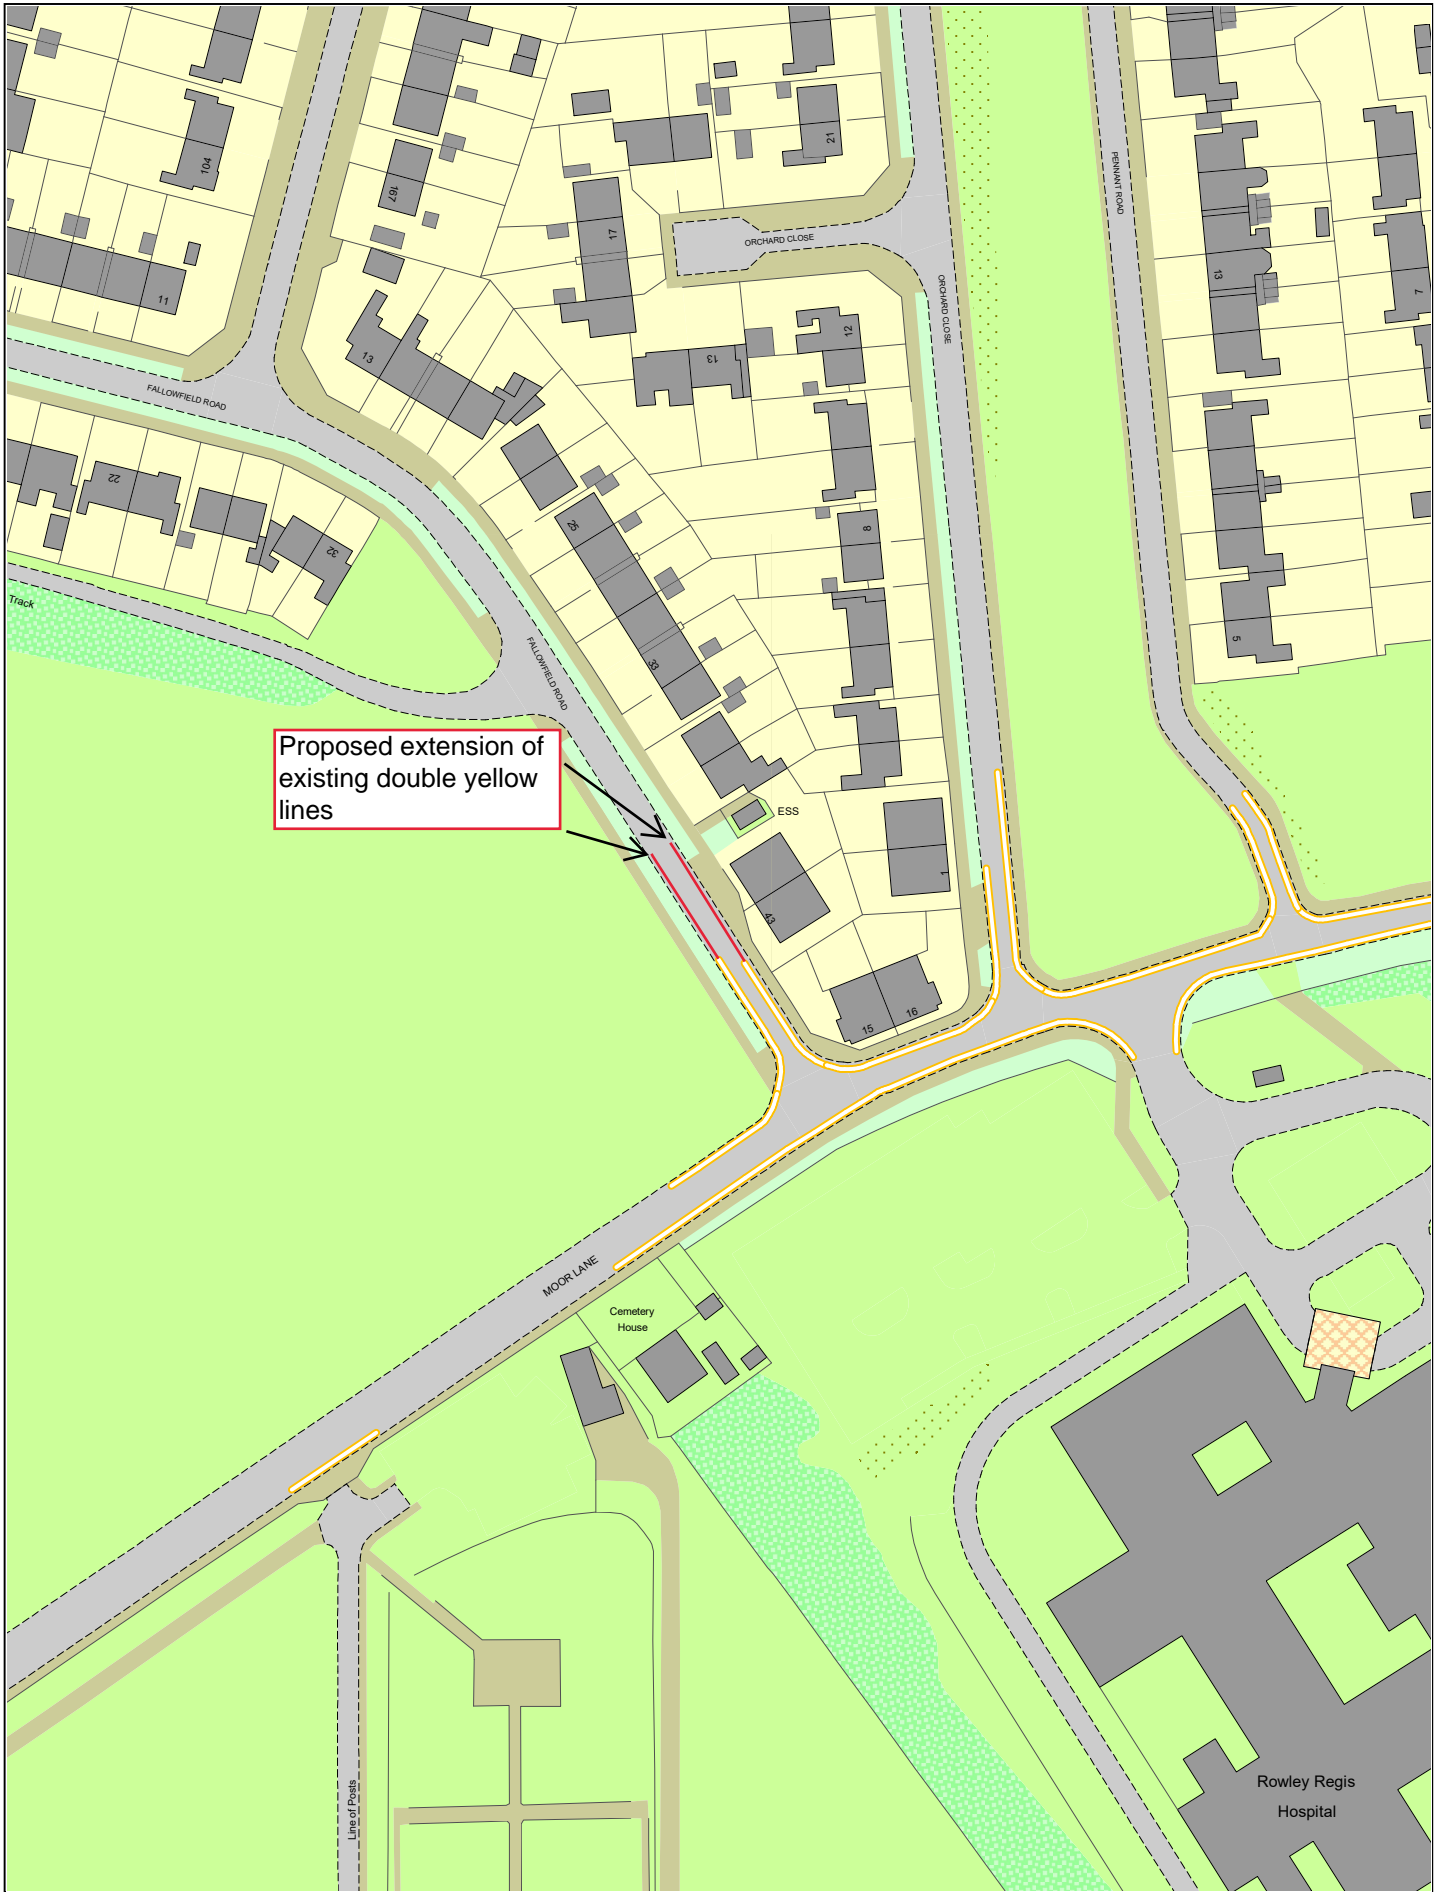 104
167
21
17
ORCHARD CLOSE
PENNANT ROAD
11
13
7
ORCHARD CLOSE
13
12
13
FALLOWFIELD ROAD
22
26
8
32
Track
5
33
FALLOWFIELD ROAD
Proposed extension of
existing double yellow
lines
ESS
1
43
15
16
MOOR LANE
Cemetery
House
Line of Posts
Rowley Regis
Hospital